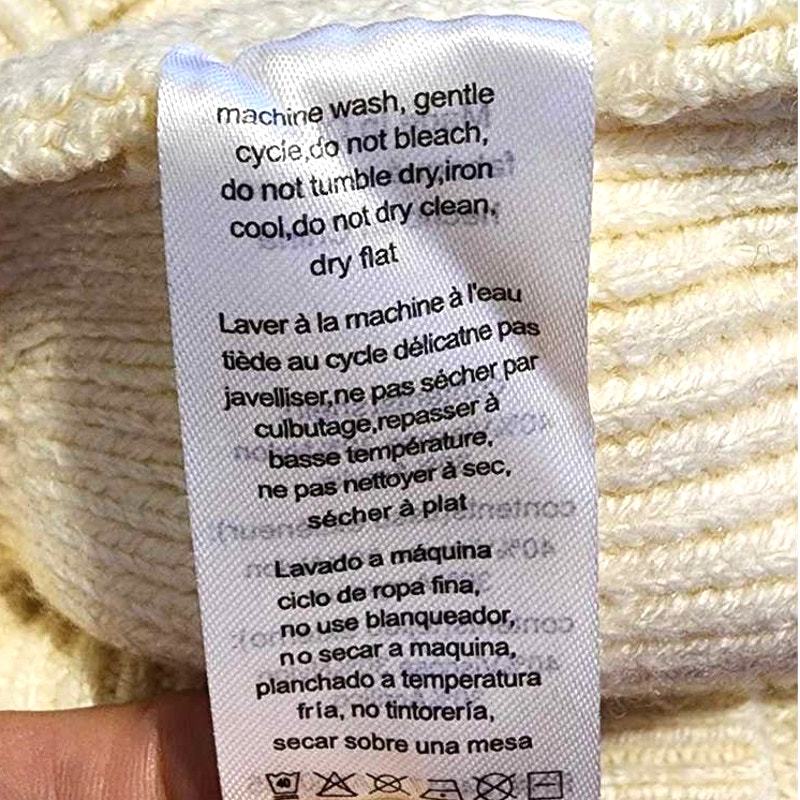 machine wash, gentle
cycle,do not bleach,
do not tumble dry,iron
cool,do not dry clean,
dry flat
Laver à la machine à l'eau
tiède au cycle délicatne pas
javelliser,ne pas sécher par
culbutage,repasser à
basse température,
ne pas nettoyer à sec,
sécher à plat
Lavado a máquina
ciclo de ropa fina,
no use blanqueador,
no secar a maquina,
planchado a temperatura
fría, no tintorería,
secar sobre una mesa
40